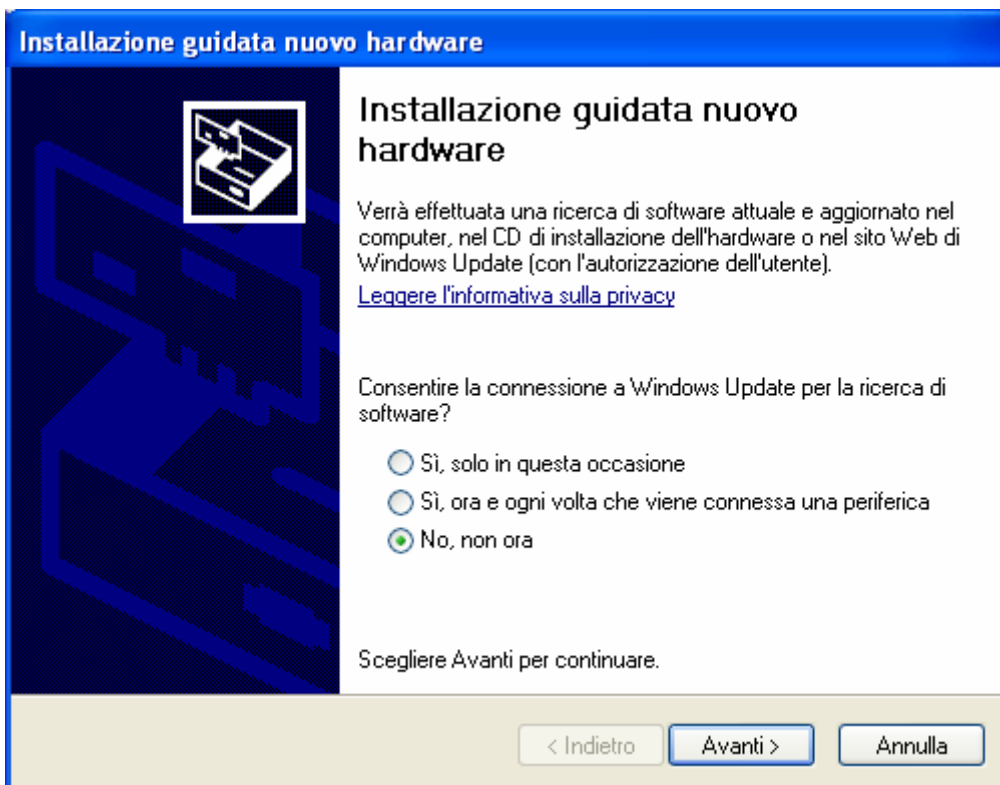 Installazione guidata nuovo hardware
Installazione guidata nuovo
hardware
Verrà effettuata una ricerca di software attuale e aggiornato nel
computer, nel CD di installazione dell'hardware o nel sito Web di
Windows Update (con l'autorizzazione dell'utente).
Leggere l'informativa sulla privacy
Consentire la connessione a Windows Update per la ricerca di
software?
Sì, solo in questa occasione
Sì, ora e ogni volta che viene connessa una periferica
No, non ora
Scegliere Avanti per continuare.
< Indietro Avanti > Annulla